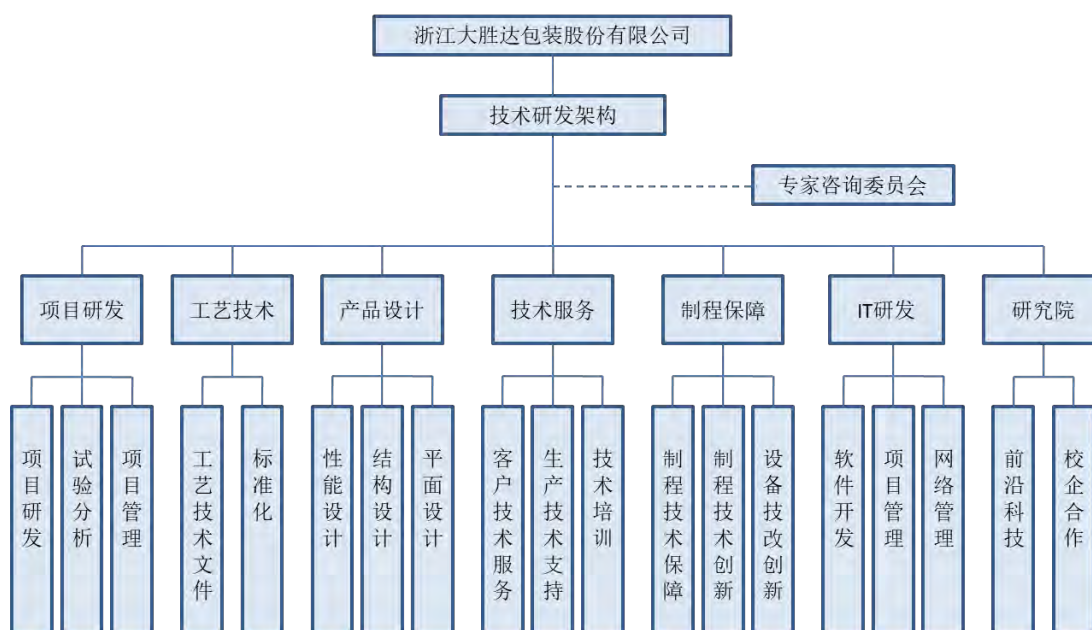 浙江大胜达包装股份有限公司
技术研发架构
专家咨询委员会
项目研发
工艺技术
产品设计
技术服务
制程保障
IT研发
研究院
项目研发
试验分析
项目管理
工艺技术文件
标准化
性能设计
结构设计
平面设计
客户技术服务
生产技术支持
技术培训
制程技术保障
制程技术创新
设备技改创新
软件开发
项目管理
网络管理
前沿科技
校企合作